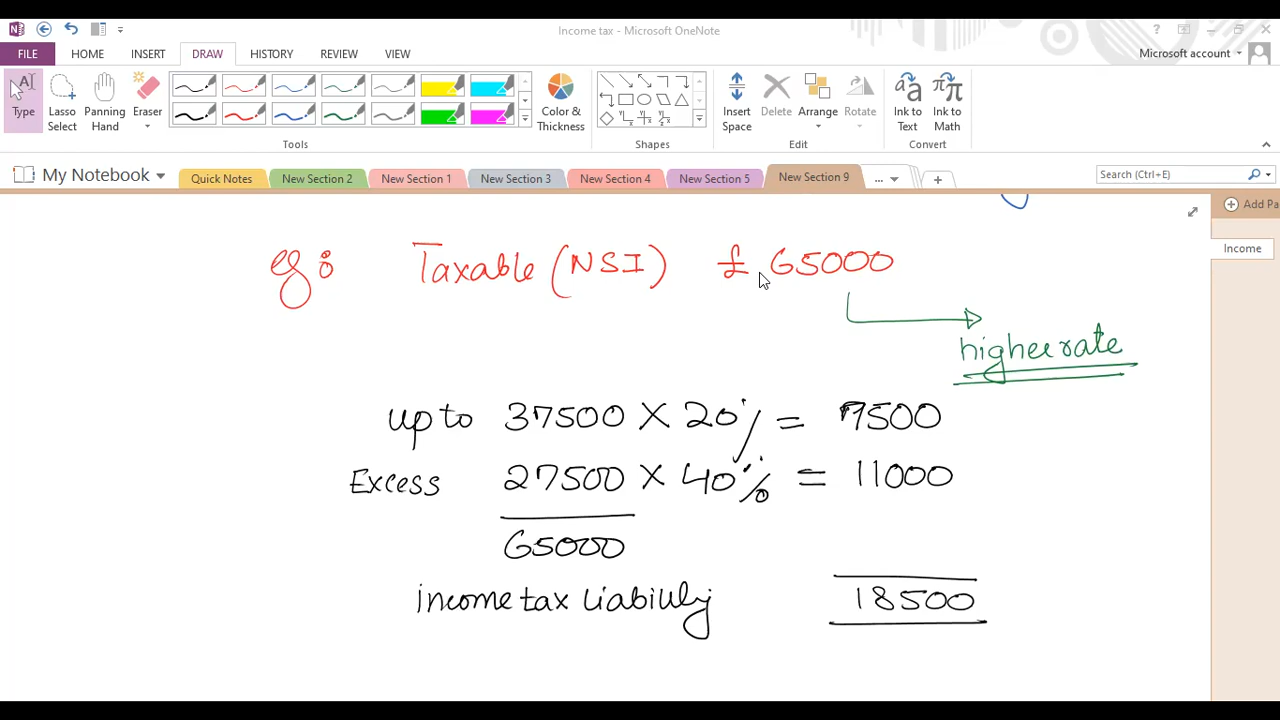 Income tax - Microsoft OneNote
?
FILE HOME INSERT DRAW HISTORY REVIEW VIEW
Microsoft account
Type
Lasso Select
Panning Hand
Eraser
Color & Thickness
Insert Space
Delete
Arrange
Rotate
Ink to Text
Ink to Math
Tools Shapes Edit Convert
My Notebook Quick Notes New Section 2 New Section 1 New Section 3 New Section 4 New Section 5 New Section 9 ... + Search (Ctrl+E)
Add Pa
Income
eg: Taxable (NSI) £ 65000
higher rate
up to 37500 X 20% = 7500
Excess 27500 X 40% = 11000
65000
income tax liability 18500